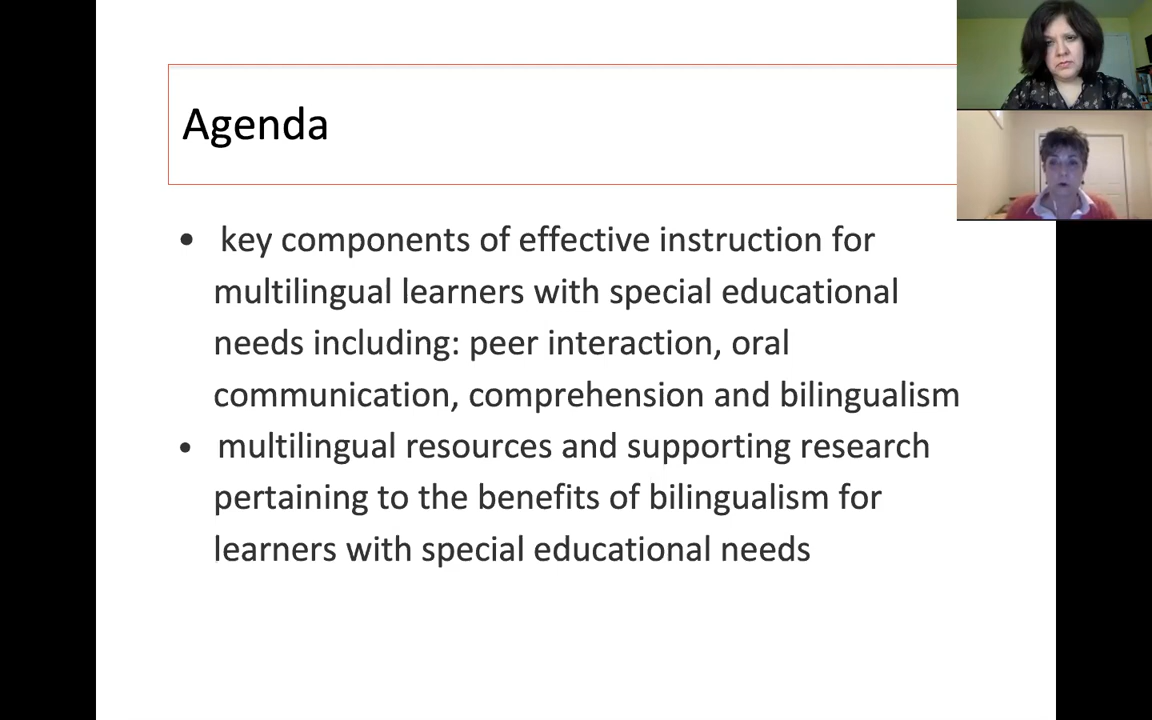 Agenda
• key components of effective instruction for
multilingual learners with special educational
needs including: peer interaction, oral
communication, comprehension and bilingualism
• multilingual resources and supporting research
pertaining to the benefits of bilingualism for
learners with special educational needs